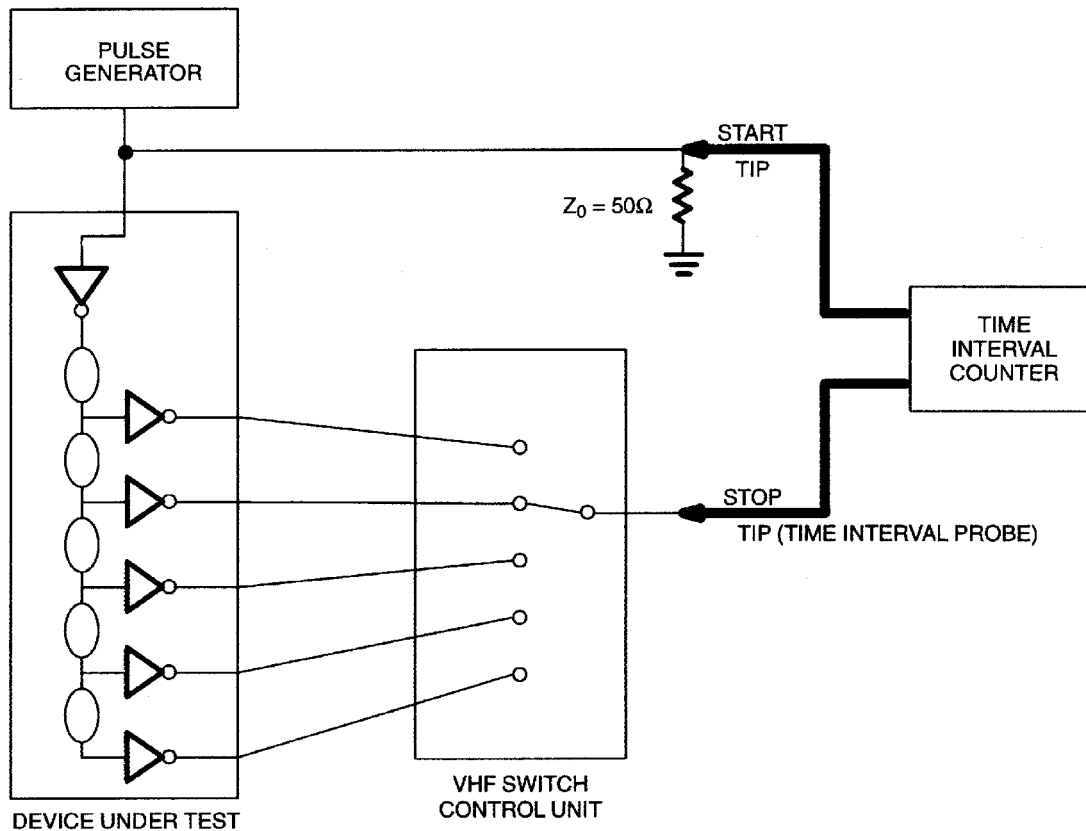 PULSE
GENERATOR
START
TIP
Z₀ = 50Ω
TIME
INTERVAL
COUNTER
STOP
TIP (TIME INTERVAL PROBE)
VHF SWITCH
CONTROL UNIT
DEVICE UNDER TEST